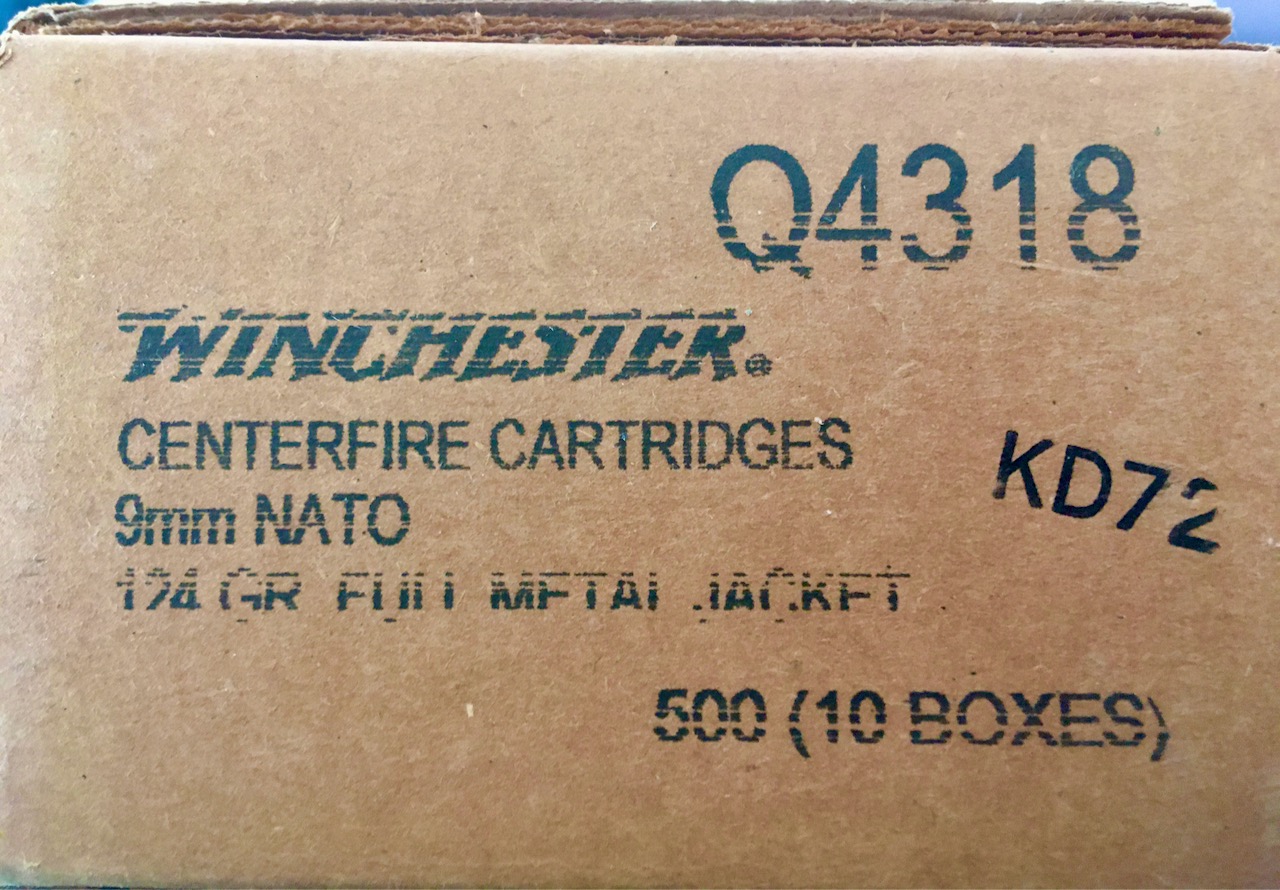 Q4318
WINCHESTER®
CENTERFIRE CARTRIDGES
KD72
9mm NATO
124 GR. FULL METAL JACKET
500 (10 BOXES)